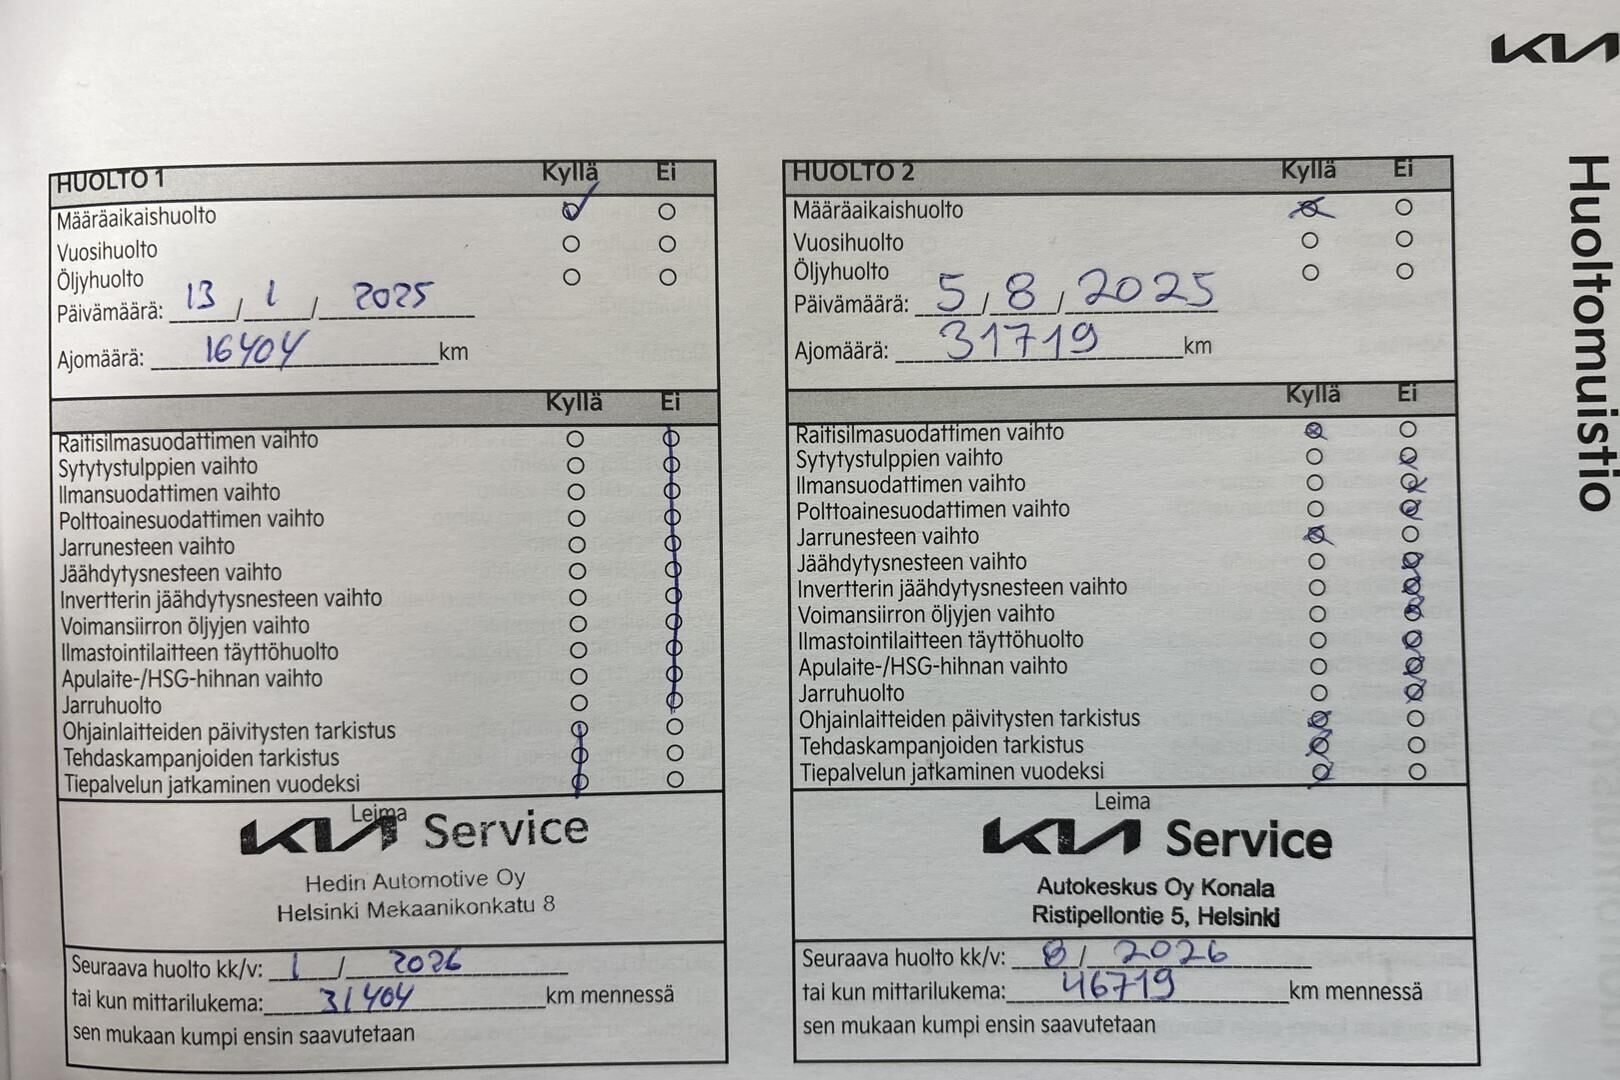 KIA
Huoltomuistio
HUOLTO 1 Kyllä Ei
Määräaikaishuolto
Vuosihuolto
Öljyhuolto
Päivämäärä: 13 / 1 / 2025
Ajomäärä: 16404 km
Kyllä Ei
Raitisilmasuodattimen vaihto
Sytytystulppien vaihto
Ilmansuodattimen vaihto
Polttoainesuodattimen vaihto
Jarrunesteen vaihto
Jäähdytysnesteen vaihto
Invertterin jäähdytysnesteen vaihto
Voimansiirron öljyjen vaihto
Ilmastointilaitteen täyttöhuolto
Apulaite-/HSG-hihnan vaihto
Jarruhuolto
Ohjainlaitteiden päivitysten tarkistus
Tehdaskampanjoiden tarkistus
Tiepalvelun jatkaminen vuodeksi
Leima
KIA Service
Hedin Automotive Oy
Helsinki Mekaanikonkatu 8
Seuraava huolto kk/v: 1 / 2026
tai kun mittarilukema: 31404 km mennessä
sen mukaan kumpi ensin saavutetaan
HUOLTO 2 Kyllä Ei
Määräaikaishuolto
Vuosihuolto
Öljyhuolto
Päivämäärä: 5 / 8 / 2025
Ajomäärä: 31719 km
Kyllä Ei
Raitisilmasuodattimen vaihto
Sytytystulppien vaihto
Ilmansuodattimen vaihto
Polttoainesuodattimen vaihto
Jarrunesteen vaihto
Jäähdytysnesteen vaihto
Invertterin jäähdytysnesteen vaihto
Voimansiirron öljyjen vaihto
Ilmastointilaitteen täyttöhuolto
Apulaite-/HSG-hihnan vaihto
Jarruhuolto
Ohjainlaitteiden päivitysten tarkistus
Tehdaskampanjoiden tarkistus
Tiepalvelun jatkaminen vuodeksi
Leima
KIA Service
Autokeskus Oy Konala
Ristipellontie 5, Helsinki
Seuraava huolto kk/v: 8 / 2026
tai kun mittarilukema: 46719 km mennessä
sen mukaan kumpi ensin saavutetaan